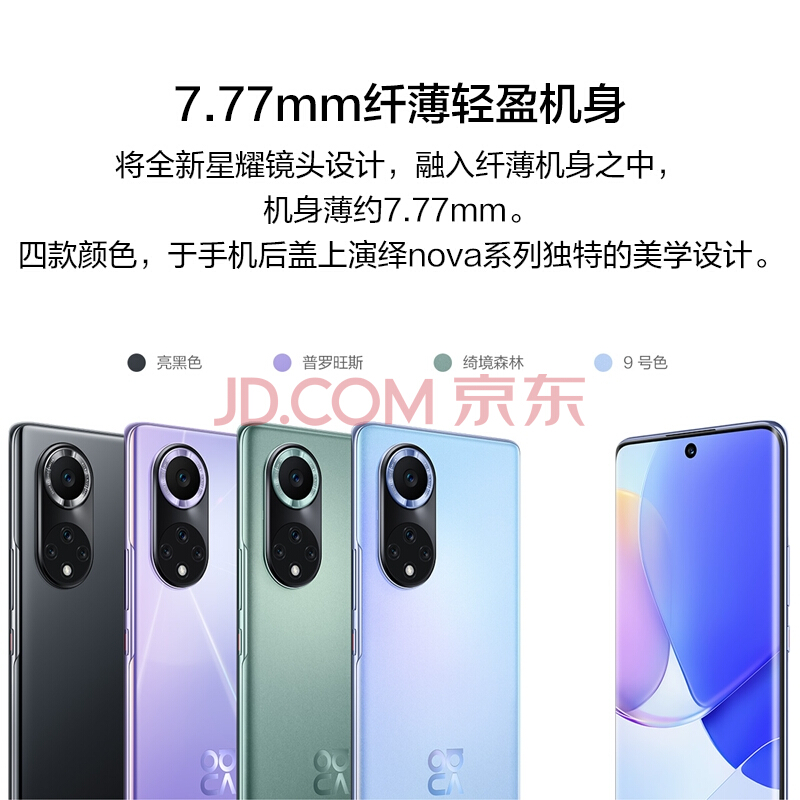 7.77mm纤薄轻盈机身
将全新星耀镜头设计，融入纤薄机身之中，
机身薄约7.77mm。
四款颜色，于手机后盖上演绎nova系列独特的美学设计。
亮黑色 普罗旺斯 绮境森林 9 号色
JD.COM 京东